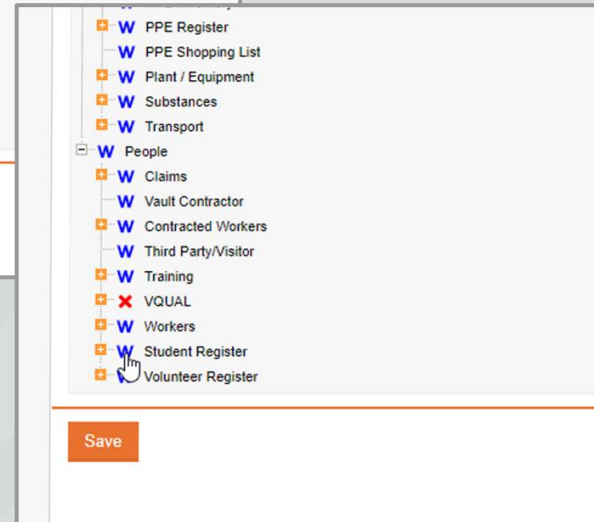 W PPE Register
W PPE Shopping List
W Plant / Equipment
W Substances
W Transport
W People
W Claims
W Vault Contractor
W Contracted Workers
W Third Party/Visitor
W Training
VQUAL
W Workers
W Student Register
W Volunteer Register
Save